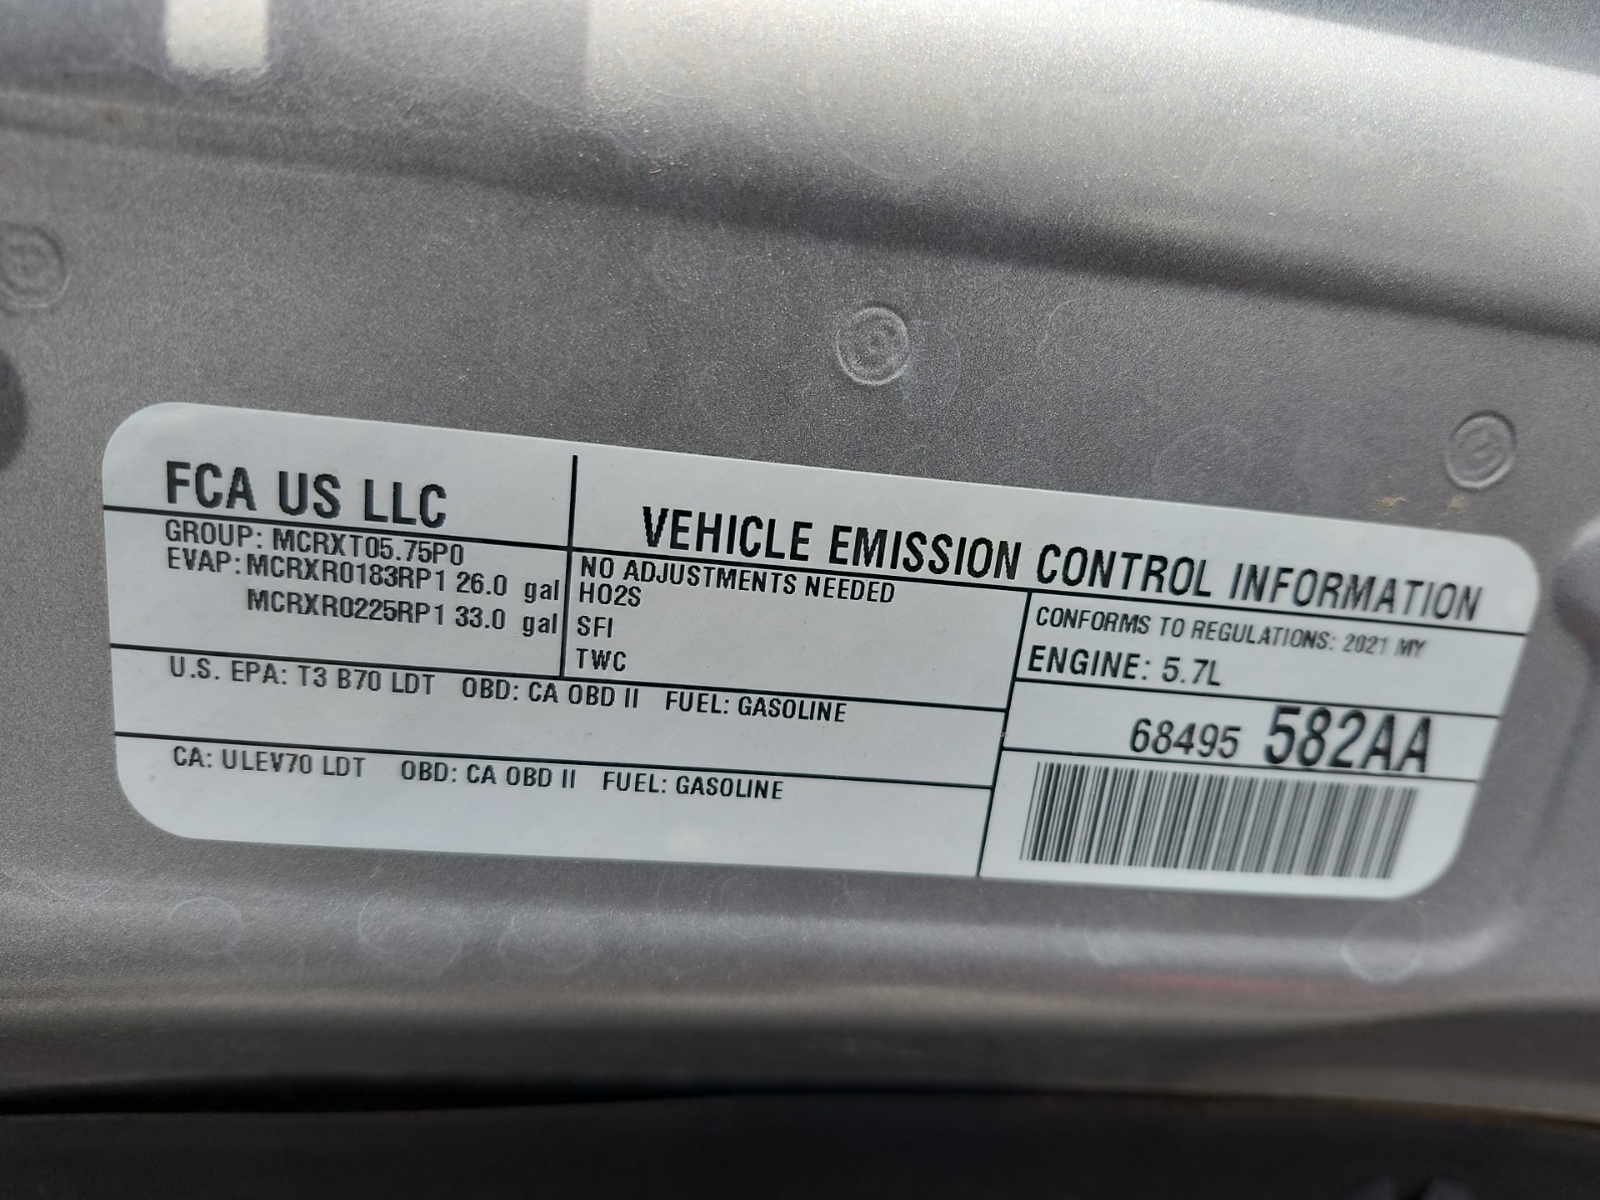 FCA US LLC
VEHICLE EMISSION CONTROL INFORMATION
GROUP: MCRXT05.75P0
EVAP: MCRXR0183RP1 26.0 gal
MCRXR0225RP1 33.0 gal
NO ADJUSTMENTS NEEDED
HO2S
SFI
TWC
CONFORMS TO REGULATIONS: 2021 MY
ENGINE: 5.7L
U.S. EPA: T3 B70 LDT OBD: CA OBD II FUEL: GASOLINE
CA: ULEV70 LDT OBD: CA OBD II FUEL: GASOLINE
68495 582AA